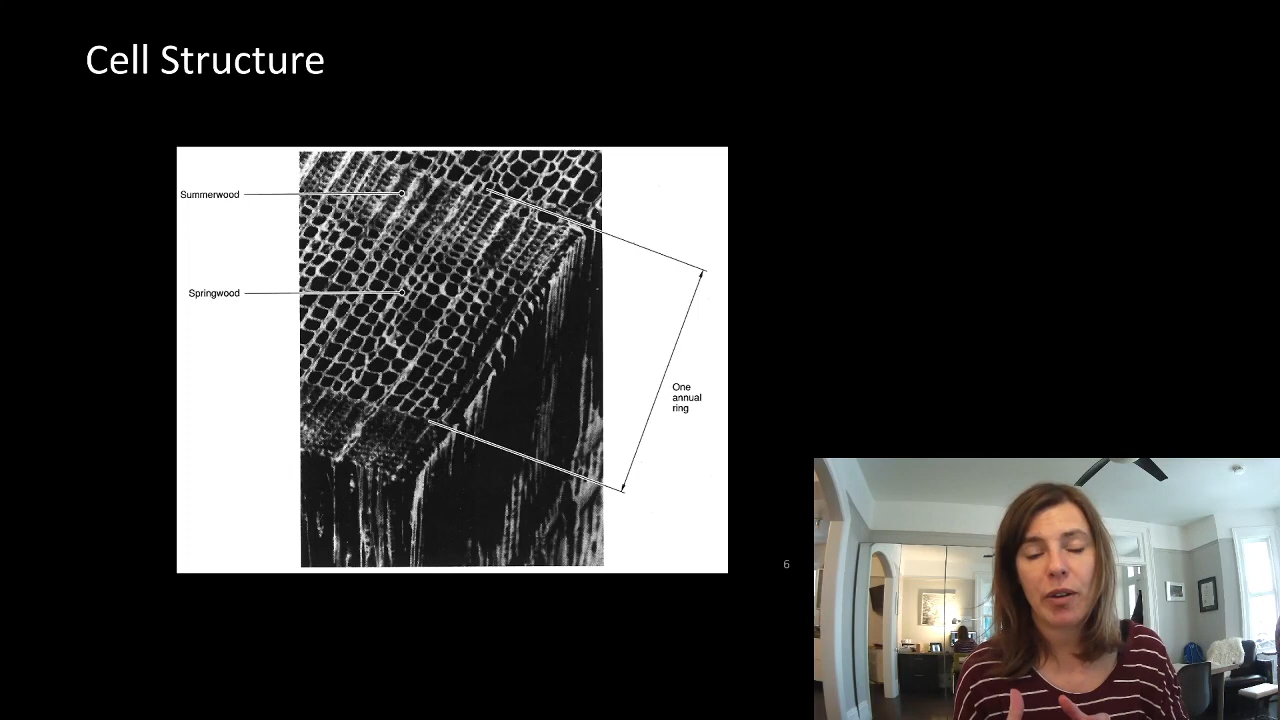 Cell Structure
Summerwood
Springwood
One
annual
ring
6